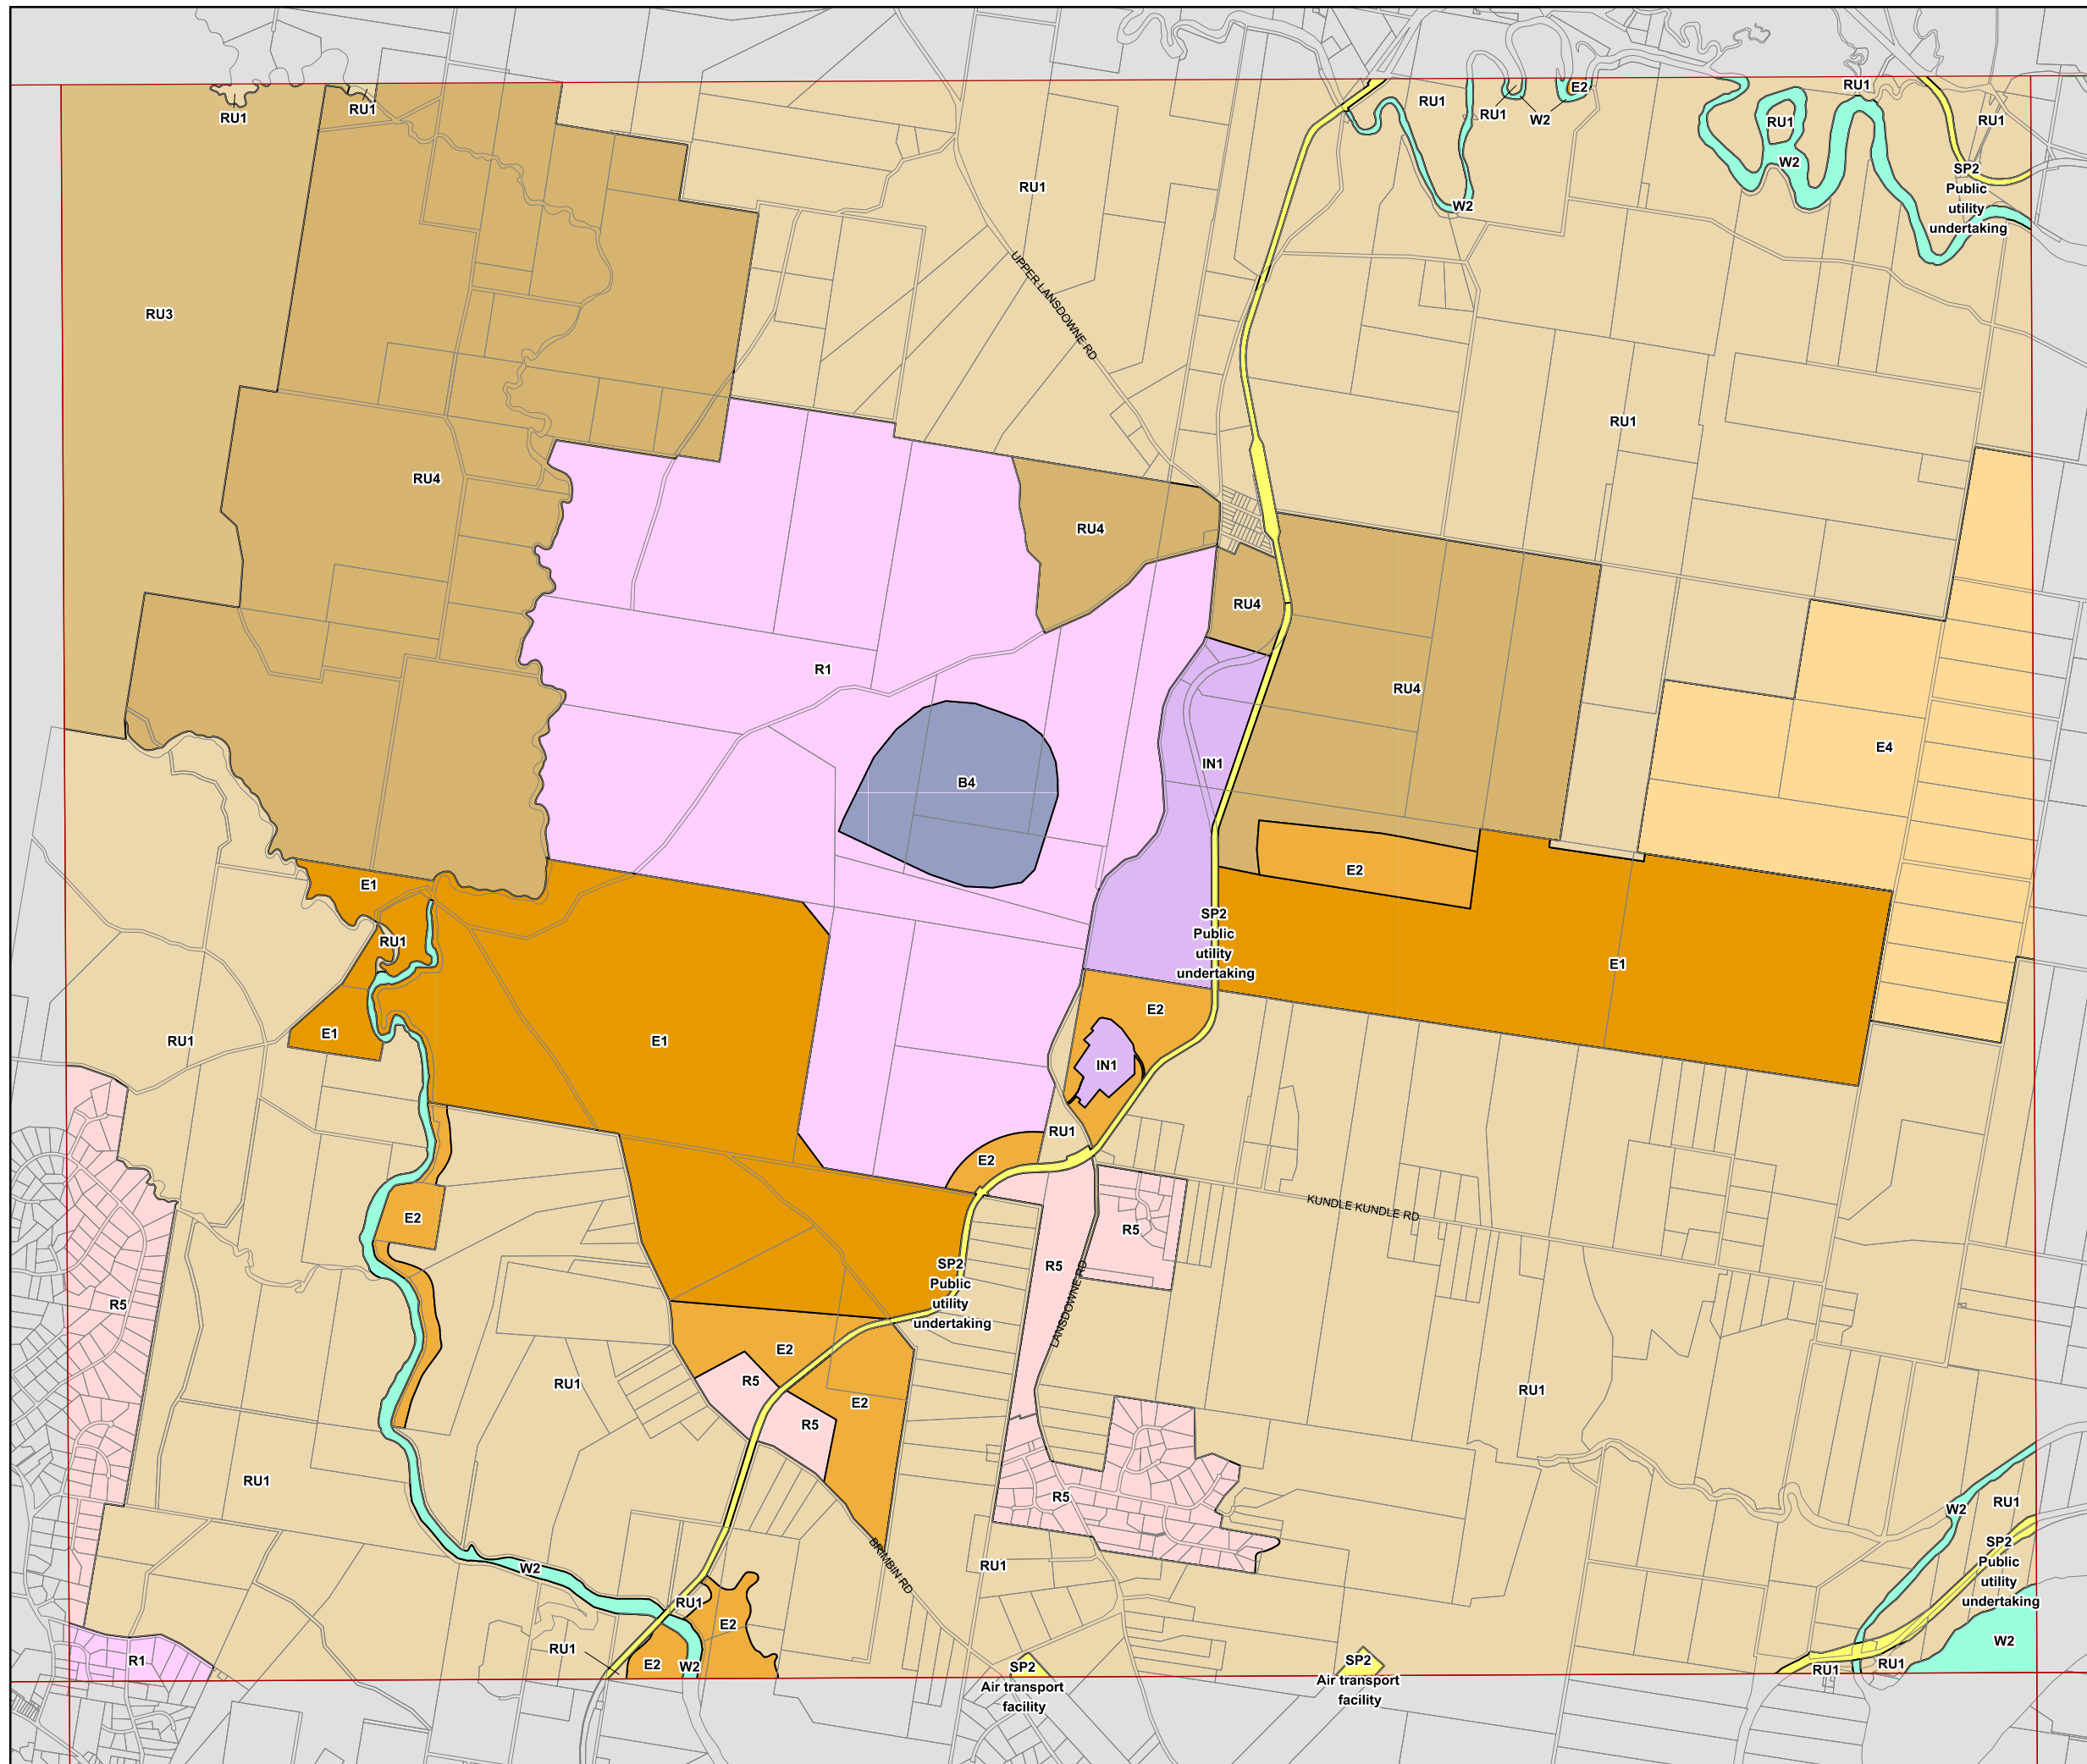 RU1
RU1
RU1
RU1
W2
E2
RU1
RU1
RU1
W2
SP2
Public
utility
undertaking
RU1
W2
UPPER LANSDOWNE RD
RU3
RU1
RU4
RU4
RU4
R1
RU4
E4
IN1
B4
E2
E1
SP2
Public
utility
undertaking
RU1
E1
E2
E1
RU1
E1
IN1
RU1
E2
KUNDLE KUNDLE RD
E2
R5
R5
SP2
Public
utility
undertaking
R5
LANSDOWNE RD
E2
R5
RU1
RU1
E2
R5
RU1
R5
W2
RU1
SP2
Public
utility
undertaking
W2
RU1
BRIMBIN RD
RU1
E2
RU1
E2
W2
R1
SP2
Air transport
facility
SP2
Air transport
facility
RU1
RU1
W2